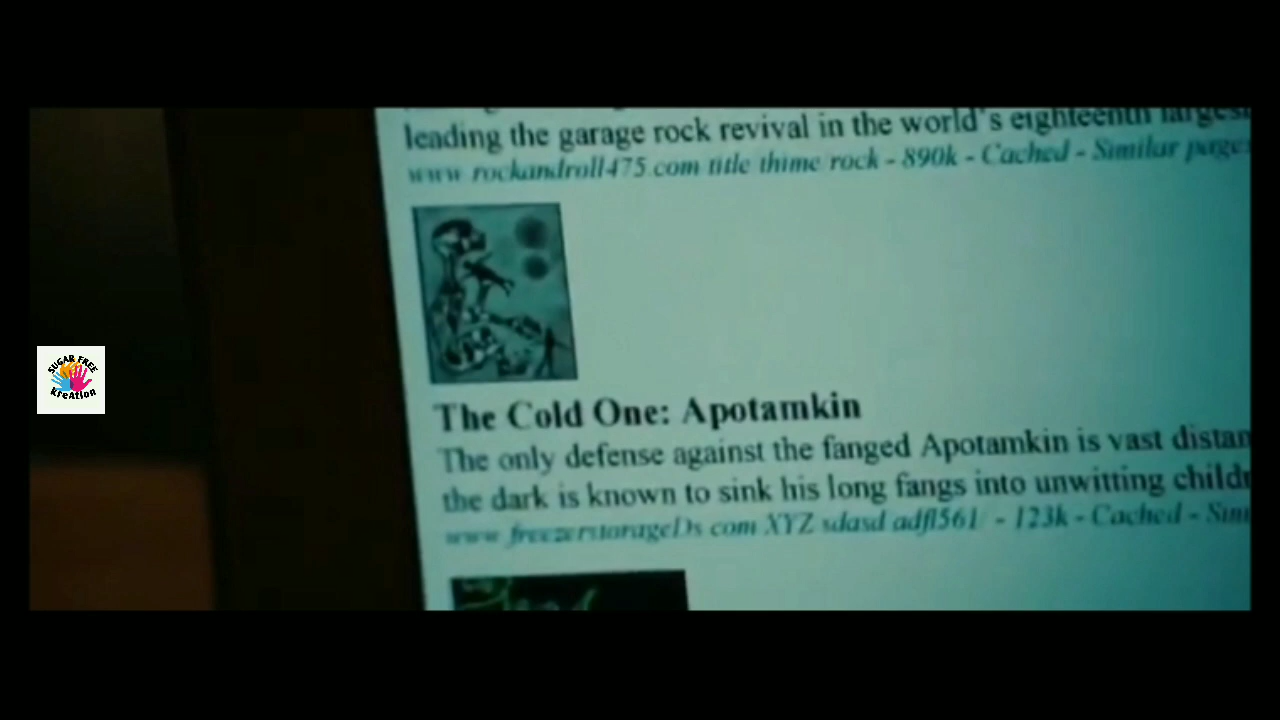 leading the garage rock revival in the world's eighteenth largest
www rockandroll475.com title thime rock - 890k - Cached - Similar pages
The Cold One: Apotamkin
The only defense against the fanged Apotamkin is vast distan
the dark is known to sink his long fangs into unwitting childr
www freezerstorageDs com XYZ sdasd adfl561/ - 123k - Cached - Sim
SUGAR FREE
KreAtion